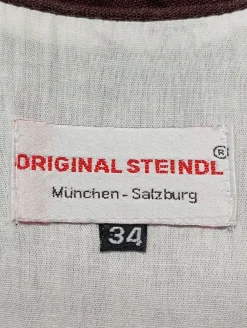 ORIGINAL STEINDL ®
München - Salzburg
34